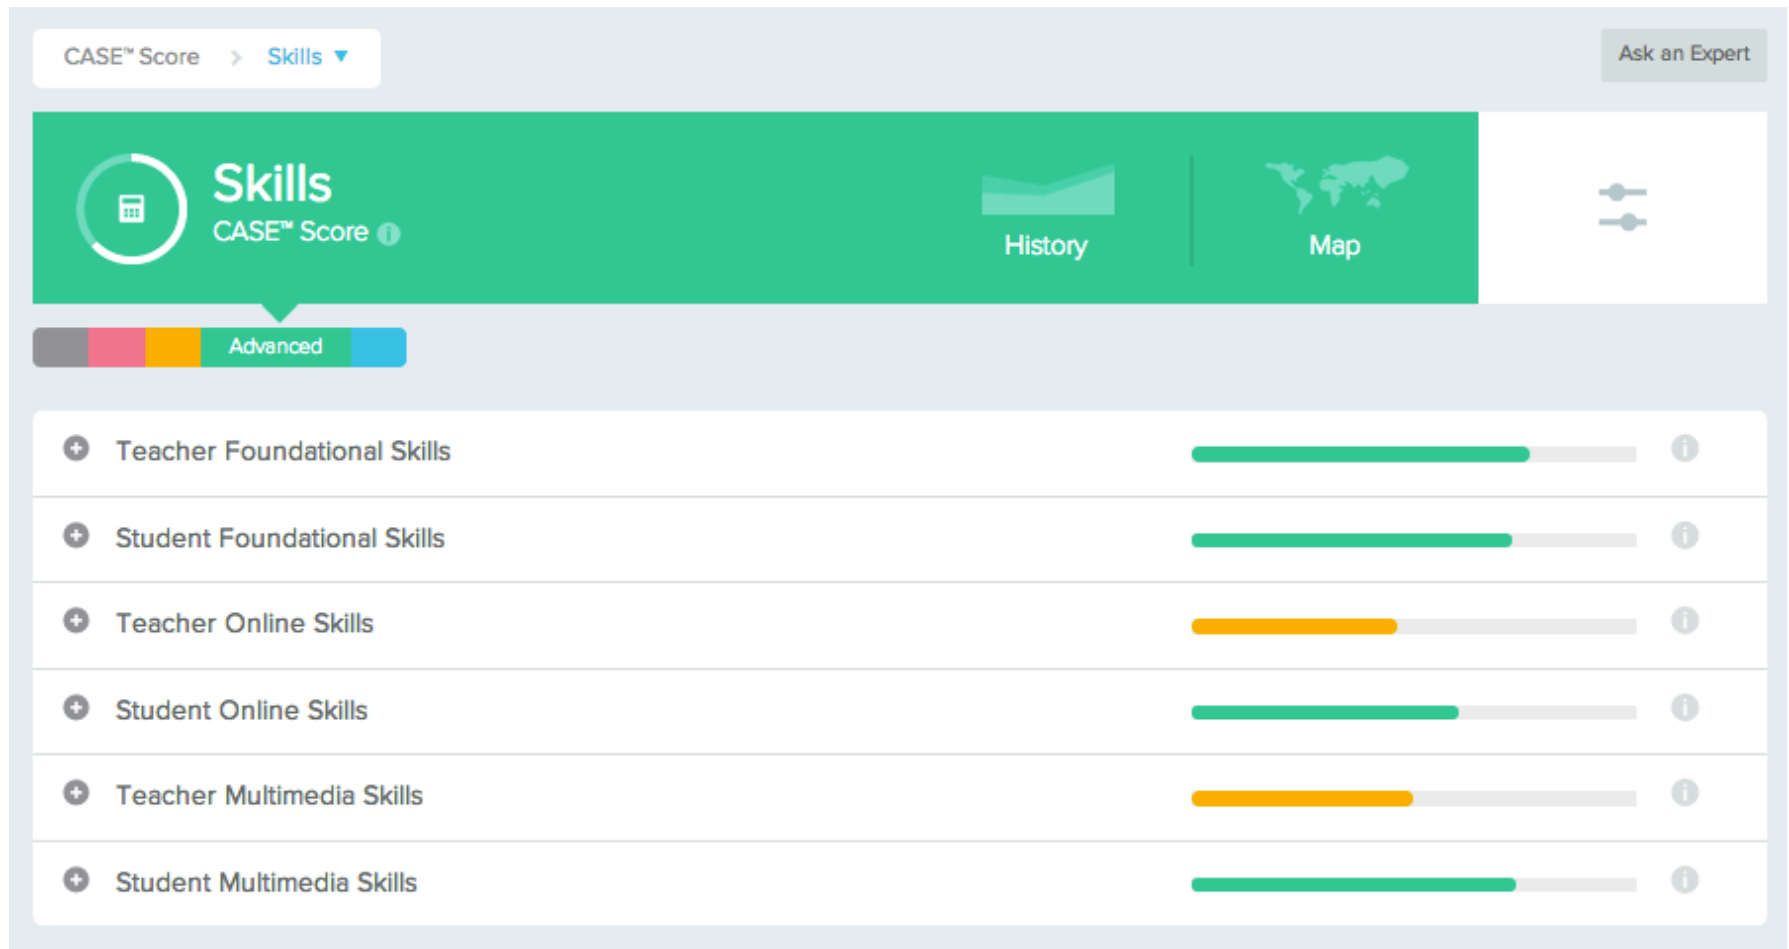 CASE™ Score > Skills ▼
Ask an Expert
Skills
CASE™ Score
History
Map
Advanced
Teacher Foundational Skills
Student Foundational Skills
Teacher Online Skills
Student Online Skills
Teacher Multimedia Skills
Student Multimedia Skills